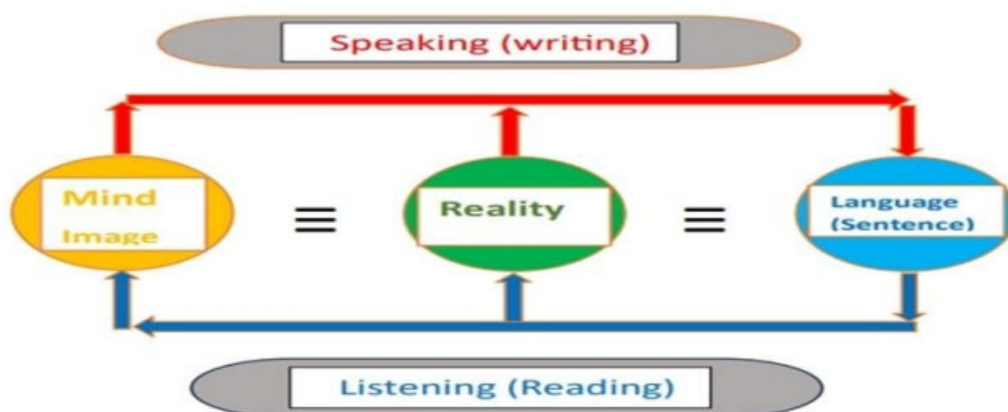 Speaking (writing)
Mind
Image
≡
Reality
≡
Language
(Sentence)
Listening (Reading)